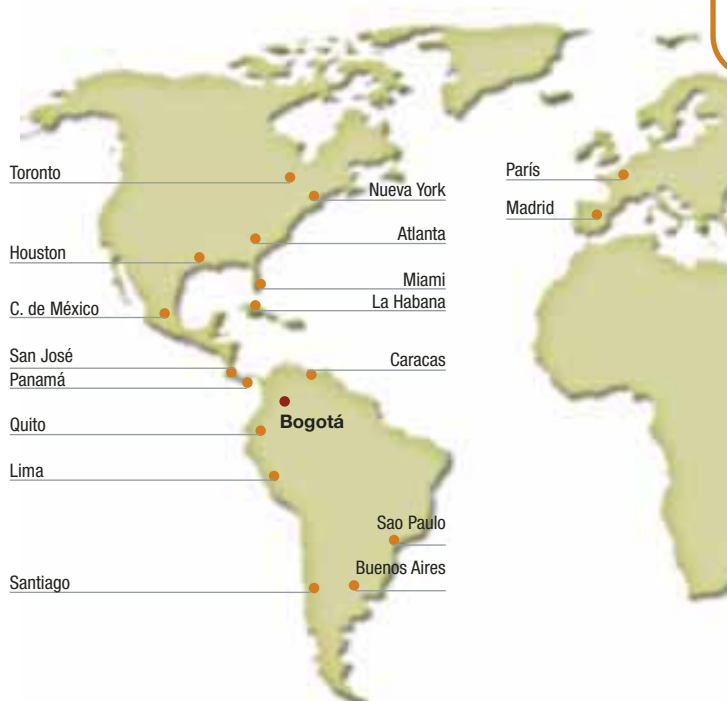 Toronto
Nueva York
París
Madrid
Atlanta
Houston
Miami
La Habana
C. de México
San José
Caracas
Panamá
Bogotá
Quito
Lima
Sao Paulo
Buenos Aires
Santiago